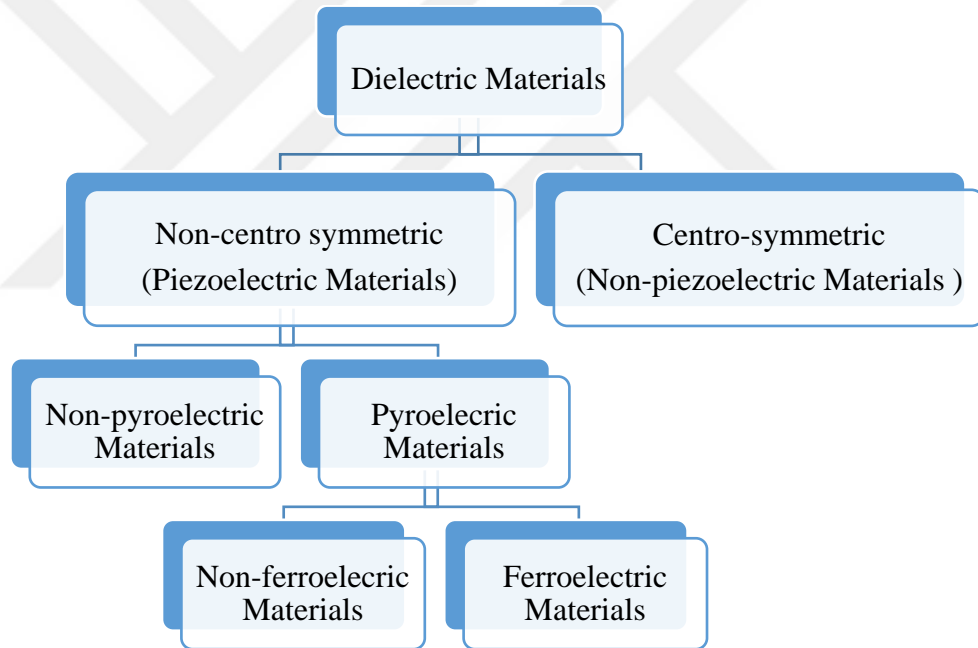 Dielectric Materials
Non-centro symmetric
(Piezoelectric Materials)
Centro-symmetric
(Non-piezoelectric Materials )
Non-pyroelectric
Materials
Pyroelecric
Materials
Non-ferroelecric
Materials
Ferroelectric
Materials